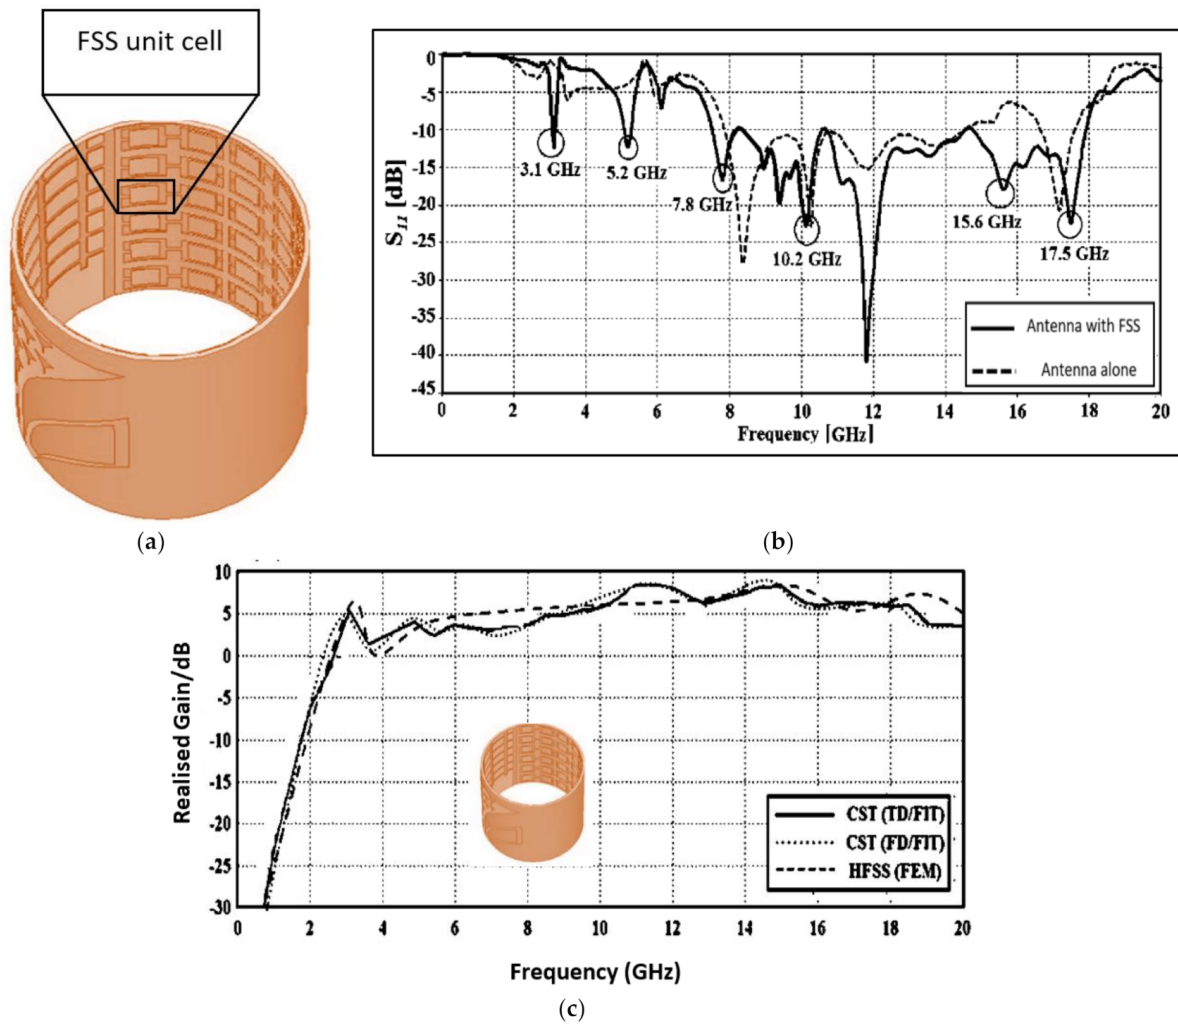 FSS unit cell
(a)
0
-5
-10
-15
-20
-25
-30
-35
-40
-45
S11 [dB]
3.1 GHz
5.2 GHz
7.8 GHz
10.2 GHz
15.6 GHz
17.5 GHz
Antenna with FSS
Antenna alone
0 2 4 6 8 10 12 14 16 18 20
Frequency [GHz]
(b)
10
5
0
-5
-10
-15
-20
-25
-30
Realised Gain/dB
CST (TD/FIT)
CST (FD/FIT)
HFSS (FEM)
0 2 4 6 8 10 12 14 16 18 20
Frequency (GHz)
(c)